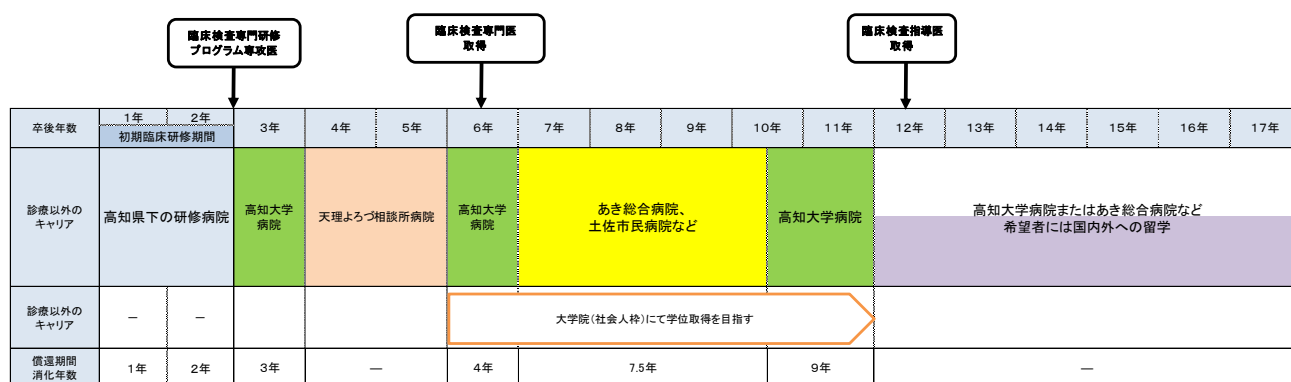 臨床検査専門研修
プログラム専攻医
臨床検査専門医
取得
臨床検査指導医
取得
卒後年数
1年
2年
初期臨床研修期間
3年
4年
5年
6年
7年
8年
9年
10年
11年
12年
13年
14年
15年
16年
17年
診療以外の
キャリア
高知県下の研修病院
高知大学
病院
天理よろづ相談所病院
高知大学
病院
あき総合病院、
土佐市民病院など
高知大学病院
高知大学病院またはあき総合病院など
希望者には国内外への留学
診療以外の
キャリア
－
－
大学院(社会人枠)にて学位取得を目指す
償還期間
消化年数
1年
2年
3年
－
4年
7.5年
9年
－